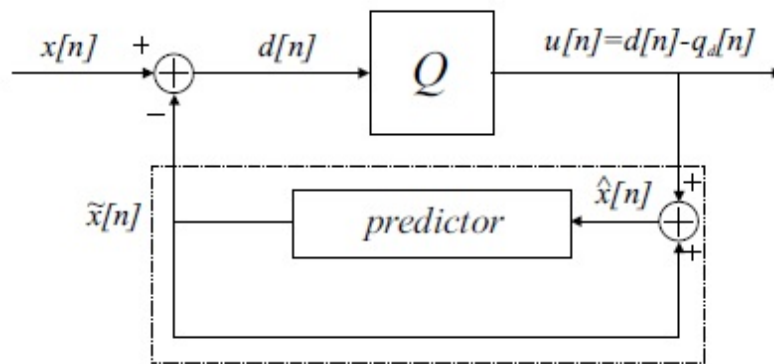 x[n] + d[n] Q u[n]=d[n]-q_d[n]
−
+
x̃[n] predictor x̂[n] +
+